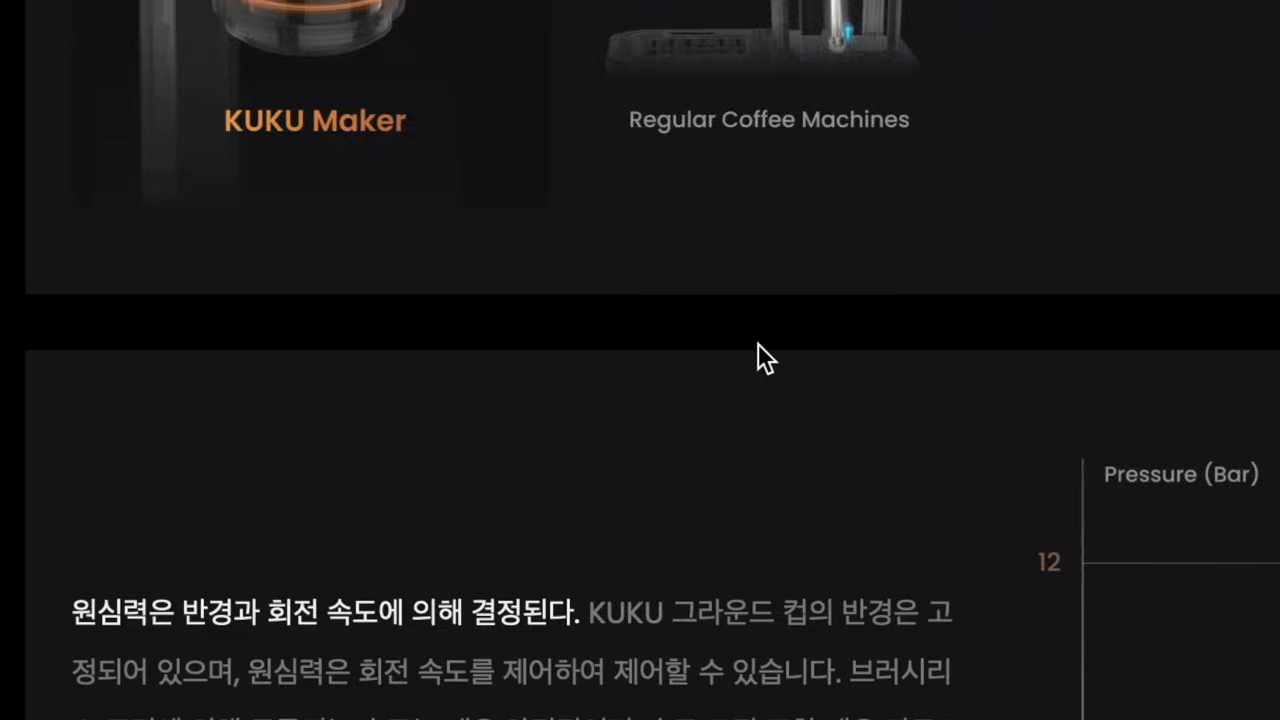 KUKU Maker
Regular Coffee Machines
Pressure (Bar)
12
원심력은 반경과 회전 속도에 의해 결정된다. KUKU 그라운드 컵의 반경은 고
정되어 있으며, 원심력은 회전 속도를 제어하여 제어할 수 있습니다. 브러시리